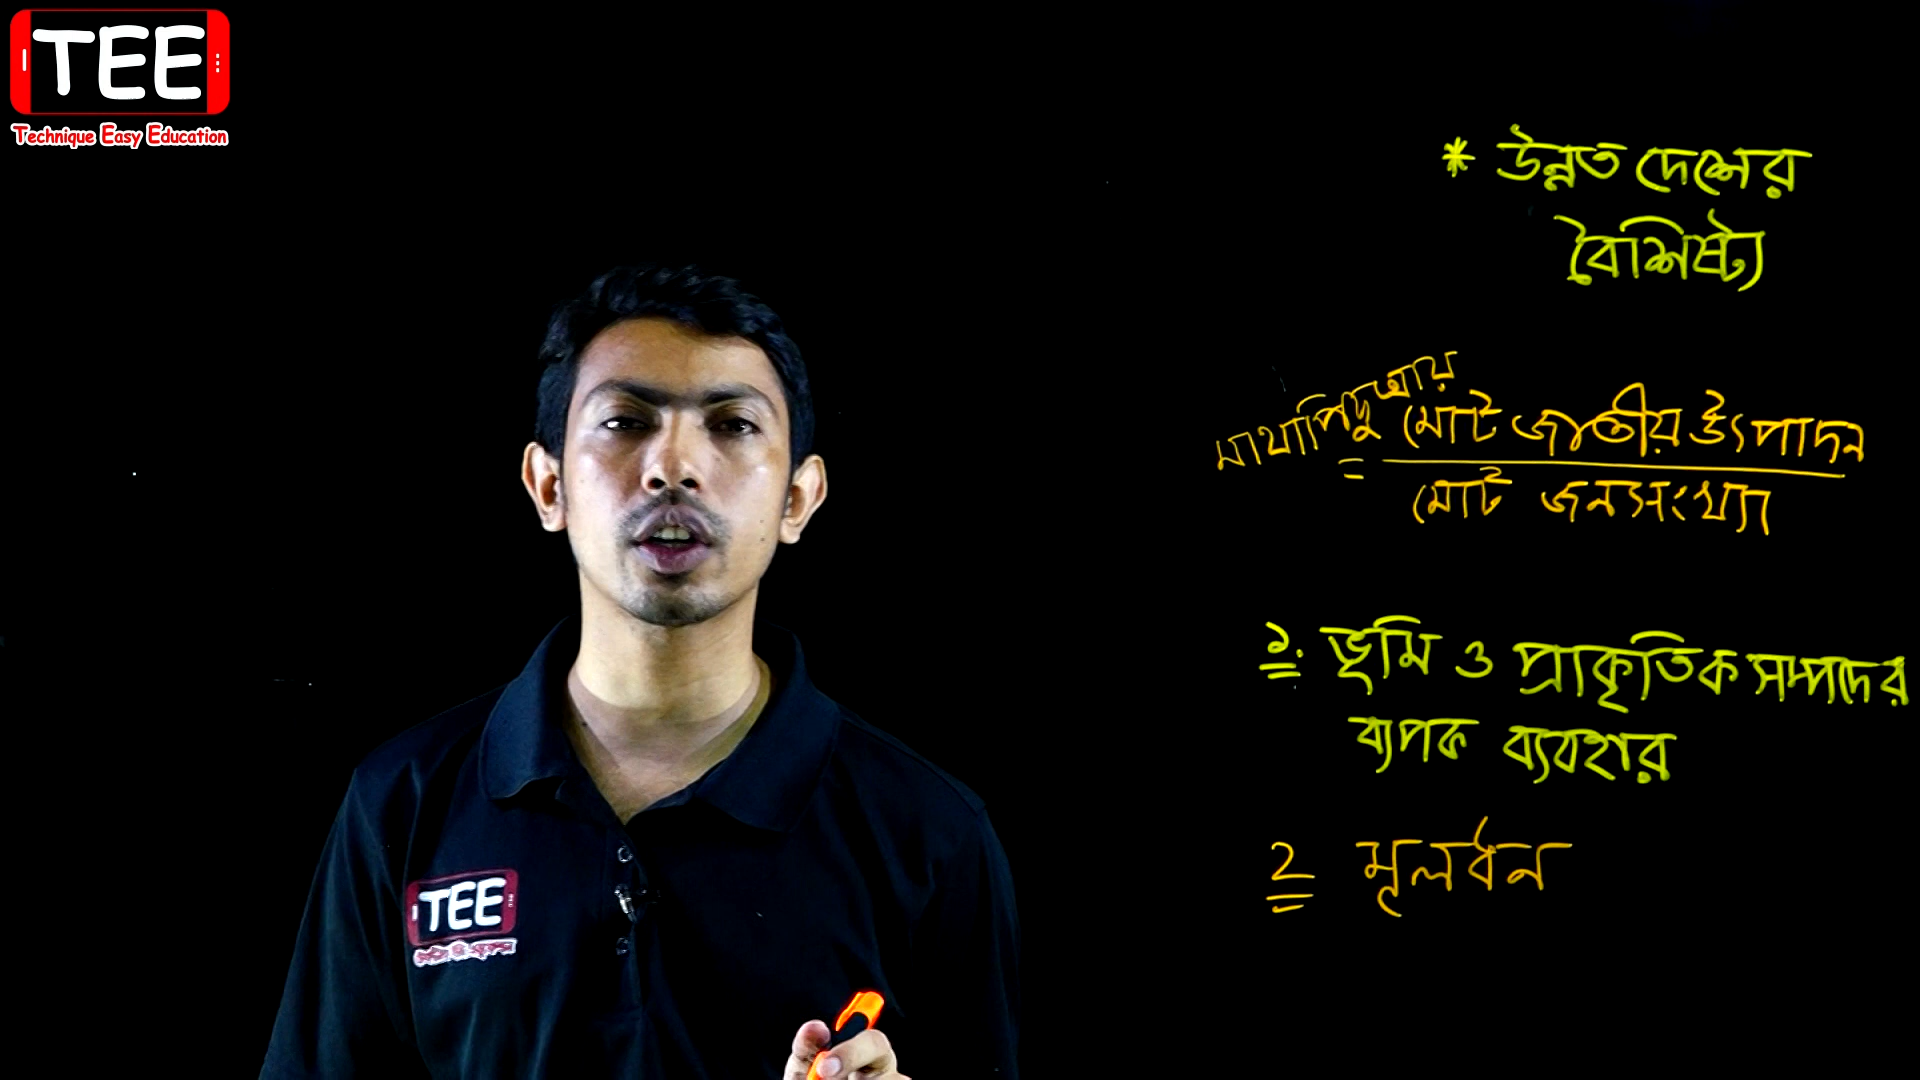 TEE
Technique Easy Education
* উন্নত দেশের
বৈশিষ্ট্য
মাথাপিছু আয়
= মোট জাতীয় উৎপাদন
মোট জনসংখ্যা
১. ভূমি ও প্রাকৃতিক সম্পদের
ব্যাপক ব্যবহার
2 মূলধন
TEE